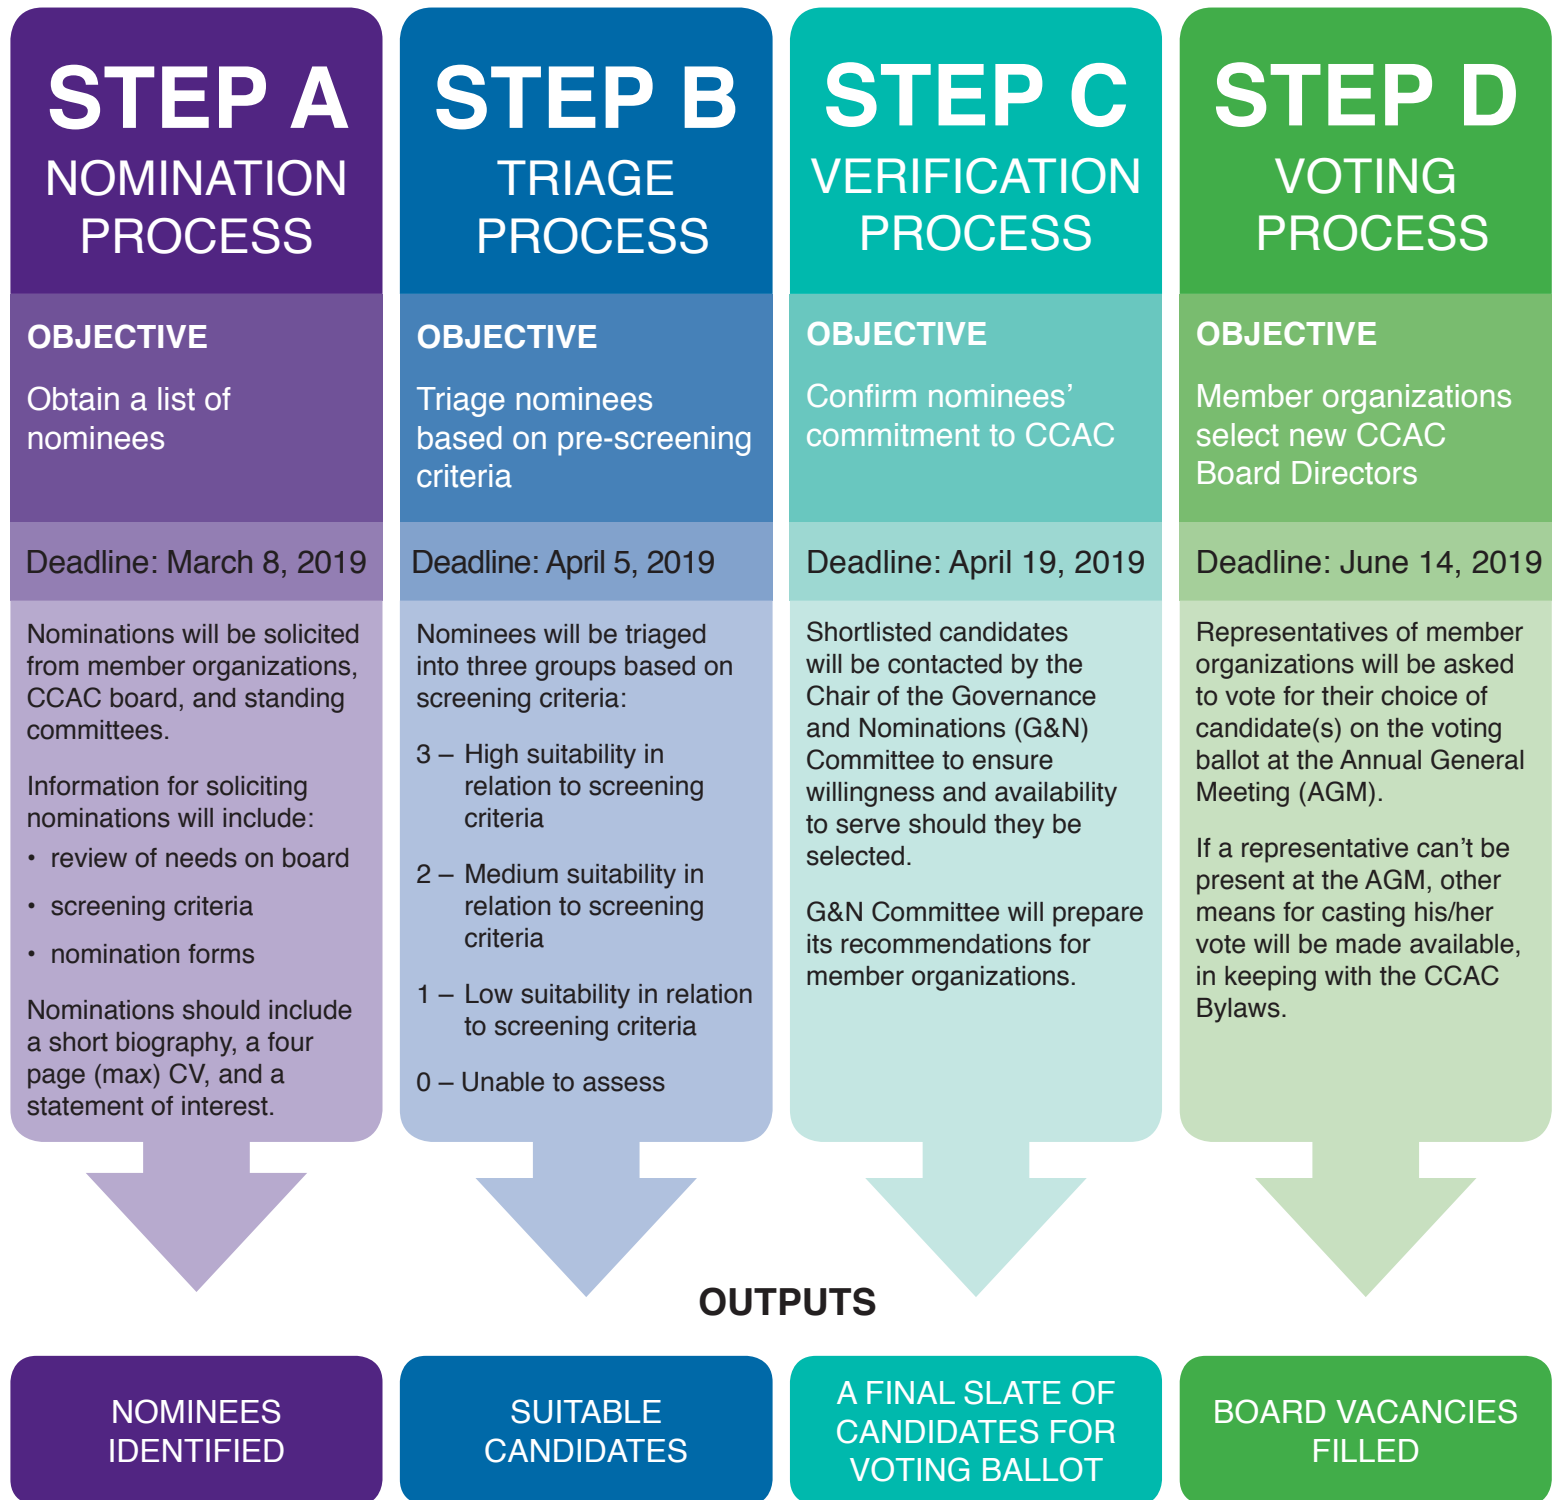 STEP A
NOMINATION
PROCESS
OBJECTIVE
Obtain a list of
nominees
Deadline: March 8, 2019
Nominations will be solicited
from member organizations,
CCAC board, and standing
committees.
Information for soliciting
nominations will include:
• review of needs on board
• screening criteria
• nomination forms
Nominations should include
a short biography, a four
page (max) CV, and a
statement of interest.
STEP B
TRIAGE
PROCESS
OBJECTIVE
Triage nominees
based on pre-screening
criteria
Deadline: April 5, 2019
Nominees will be triaged
into three groups based on
screening criteria:
3 – High suitability in
relation to screening
criteria
2 – Medium suitability in
relation to screening
criteria
1 – Low suitability in relation
to screening criteria
0 – Unable to assess
STEP C
VERIFICATION
PROCESS
OBJECTIVE
Confirm nominees’
commitment to CCAC
Deadline: April 19, 2019
Shortlisted candidates
will be contacted by the
Chair of the Governance
and Nominations (G&N)
Committee to ensure
willingness and availability
to serve should they be
selected.
G&N Committee will prepare
its recommendations for
member organizations.
STEP D
VOTING
PROCESS
OBJECTIVE
Member organizations
select new CCAC
Board Directors
Deadline: June 14, 2019
Representatives of member
organizations will be asked
to vote for their choice of
candidate(s) on the voting
ballot at the Annual General
Meeting (AGM).
If a representative can’t be
present at the AGM, other
means for casting his/her
vote will be made available,
in keeping with the CCAC
Bylaws.
OUTPUTS
NOMINEES
IDENTIFIED
SUITABLE
CANDIDATES
A FINAL SLATE OF
CANDIDATES FOR
VOTING BALLOT
BOARD VACANCIES
FILLED